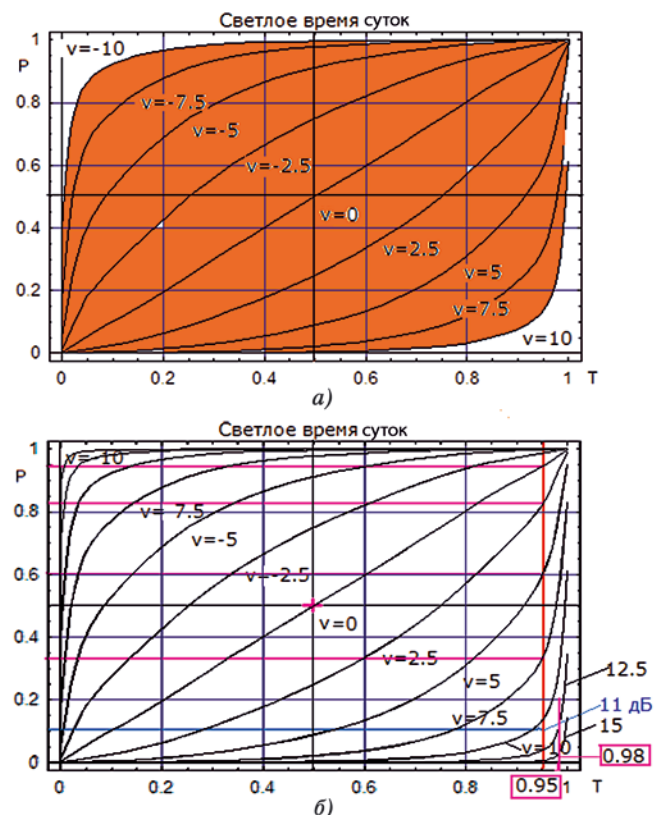 Светлое время суток
1
P
v=-10
0.8
v=-7.5
v=-5
0.6
v=-2.5
0.4
v=0
v=2.5
v=5
0.2
v=7.5
v=10
0
0 0.2 0.4 0.6 0.8 1 T
а)
Светлое время суток
1
P
v=-10
0.8
v=-7.5
v=-5
0.6
v=-2.5
v=0
0.4
v=2.5
v=5
12.5
0.2
v=7.5
11 дБ
15
v=10
0.98
0
0 0.2 0.4 0.6 0.8 1 T
0.95
б)